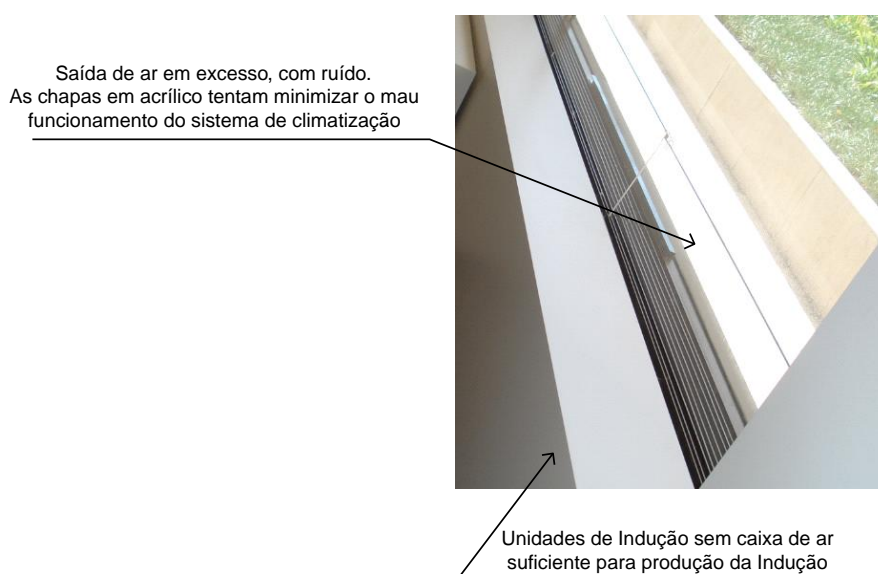 Saída de ar em excesso, com ruído.
As chapas em acrílico tentam minimizar o mau
funcionamento do sistema de climatização
Unidades de Indução sem caixa de ar
suficiente para produção da Indução